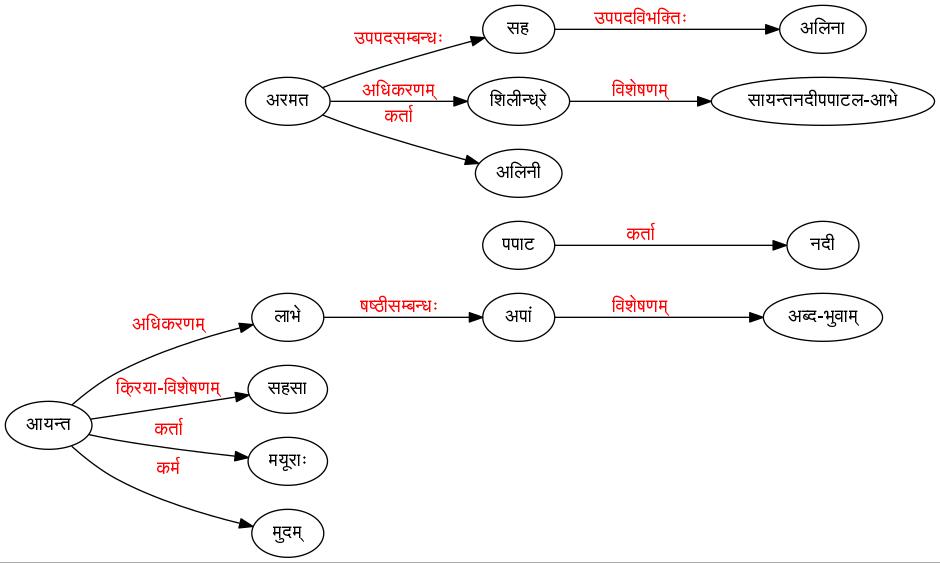 सह
उपपदविभक्तिः
अलिना
उपपदसम्बन्धः
अरमत
अधिकरणम्
शिलीन्ध्रे
विशेषणम्
सायन्तनदीपपाटल-आभे
कर्ता
अलिनी
पपाट
कर्ता
नदी
लाभे
षष्ठीसम्बन्धः
अपां
विशेषणम्
अब्द-भुवाम्
अधिकरणम्
क्रिया-विशेषणम्
सहसा
आयन्त
कर्ता
मयूराः
कर्म
मुदम्